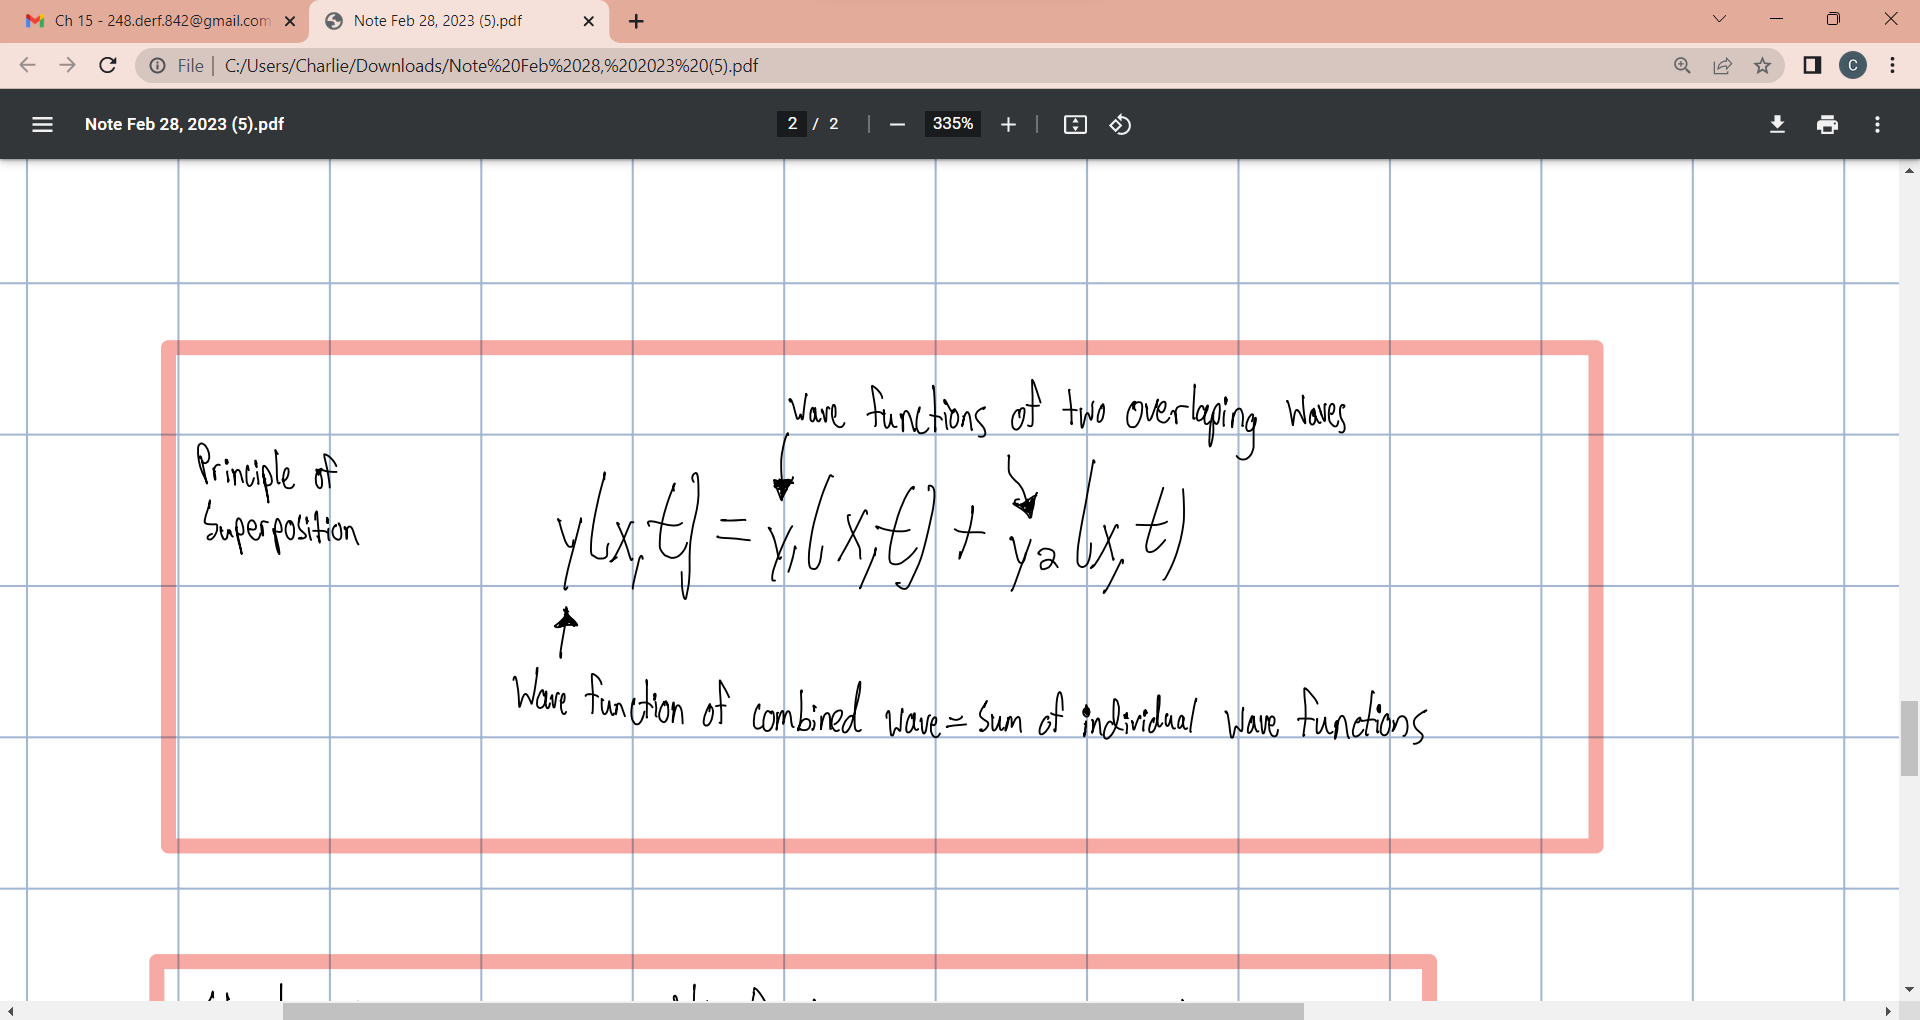 Ch 15 - 248.derf.842@gmail.com
Note Feb 28, 2023 (5).pdf
File | C:/Users/Charlie/Downloads/Note%20Feb%2028,%202023%20(5).pdf
C
Note Feb 28, 2023 (5).pdf
2 / 2
335%
Wave functions of two overlaping waves
Principle of
Superposition
y(x,t) = y₁(x,t) + y₂(x,t)
Wave function of combined wave = sum of individual wave functions